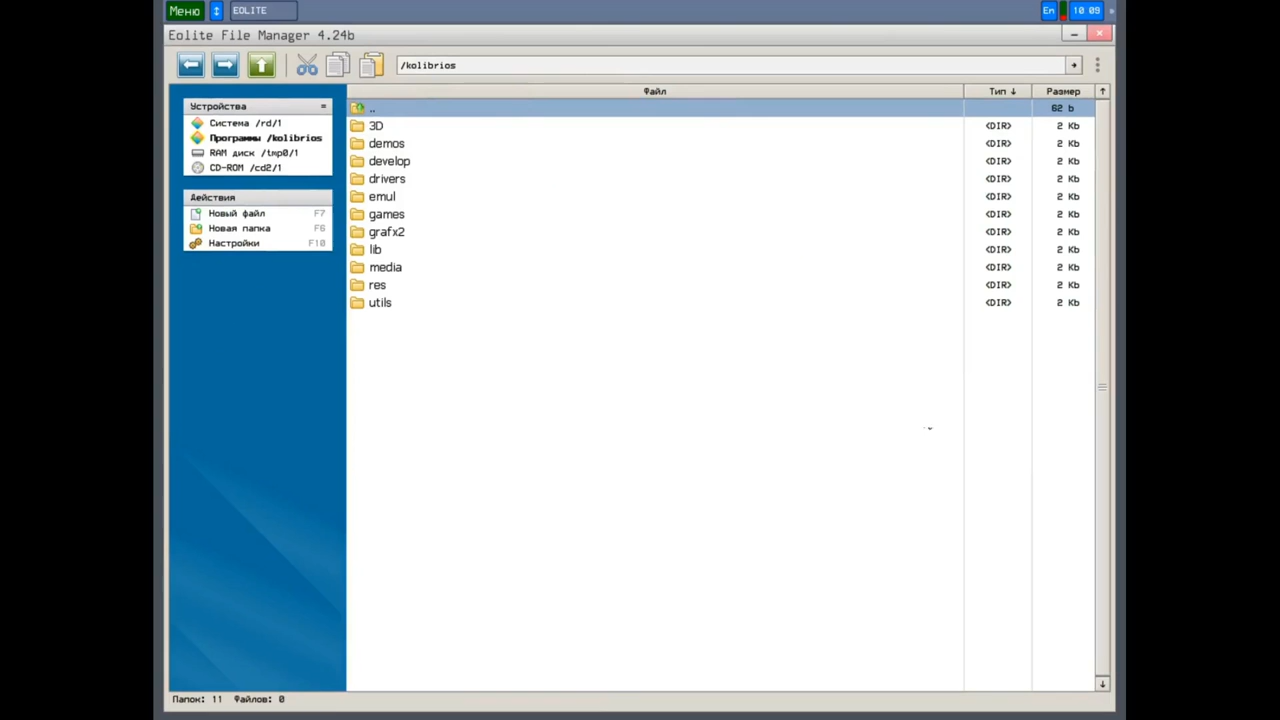 Меню ↕ EOLITE En 10 09 »
Eolite File Manager 4.24b
/kolibrios
Устройства =
Система /rd/1
Программы /kolibrios
RAM диск /tmp0/1
CD-ROM /cd2/1
Действия
Новый файл F7
Новая папка F6
Настройки F10
Файл Тип ↓ Размер
.. 62 b
3D <DIR> 2 Kb
demos <DIR> 2 Kb
develop <DIR> 2 Kb
drivers <DIR> 2 Kb
emul <DIR> 2 Kb
games <DIR> 2 Kb
grafx2 <DIR> 2 Kb
lib <DIR> 2 Kb
media <DIR> 2 Kb
res <DIR> 2 Kb
utils <DIR> 2 Kb
Папок: 11 Файлов: 0